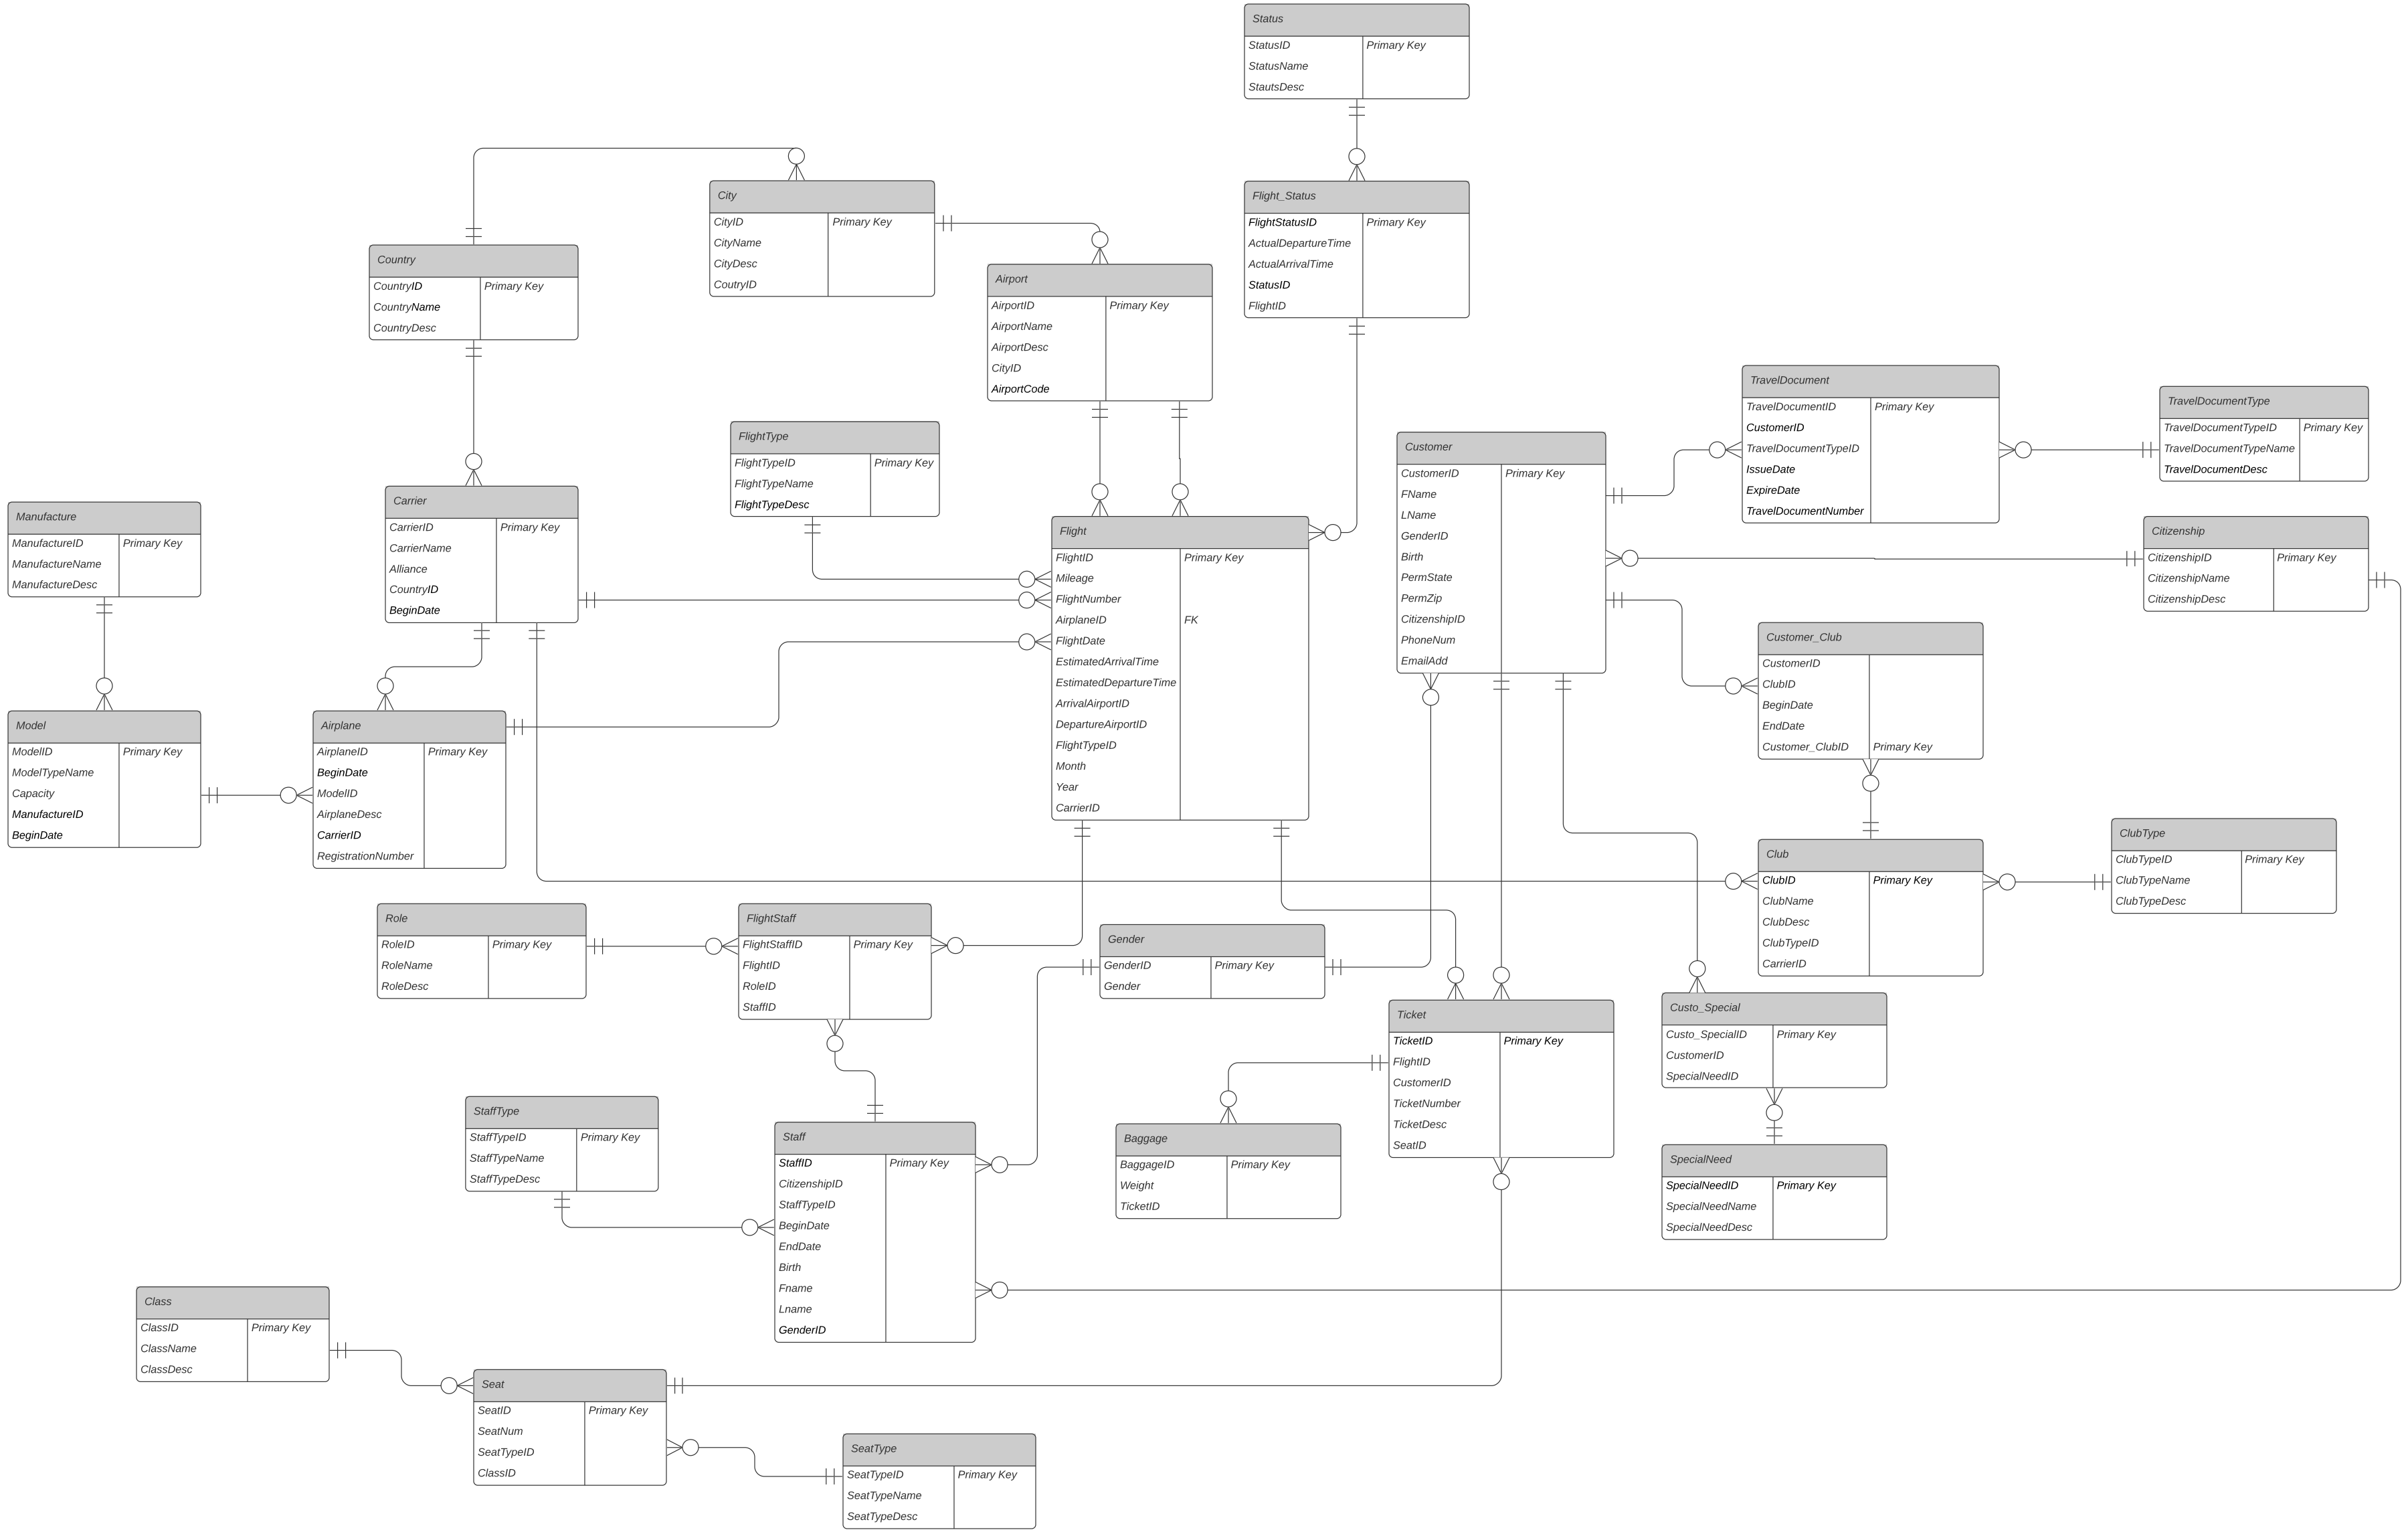 Status
StatusID Primary Key
StatusName
StautsDesc
City
CityID Primary Key
CityName
CityDesc
CoutryID
Flight_Status
FlightStatusID Primary Key
ActualDepartureTime
ActualArrivalTime
StatusID
FlightID
Country
CountryID Primary Key
CountryName
CountryDesc
Airport
AirportID Primary Key
AirportName
AirportDesc
CityID
AirportCode
TravelDocument
TravelDocumentID Primary Key
CustomerID
TravelDocumentTypeID
IssueDate
ExpireDate
TravelDocumentNumber
TravelDocumentType
TravelDocumentTypeID Primary Key
TravelDocumentTypeName
TravelDocumentDesc
FlightType
FlightTypeID Primary Key
FlightTypeName
FlightTypeDesc
Customer
CustomerID Primary Key
FName
LName
GenderID
Birth
PermState
PermZip
CitizenshipID
PhoneNum
EmailAdd
Carrier
CarrierID Primary Key
CarrierName
Alliance
CountryID
BeginDate
Manufacture
ManufactureID Primary Key
ManufactureName
ManufactureDesc
Flight
FlightID Primary Key
Mileage
FlightNumber
AirplaneID FK
FlightDate
EstimatedArrivalTime
EstimatedDepartureTime
ArrivalAirportID
DepartureAirportID
FlightTypeID
Month
Year
CarrierID
Citizenship
CitizenshipID Primary Key
CitizenshipName
CitizenshipDesc
Customer_Club
CustomerID
ClubID
BeginDate
EndDate
Customer_ClubID Primary Key
Model
ModelID Primary Key
ModelTypeName
Capacity
ManufactureID
BeginDate
Airplane
AirplaneID Primary Key
BeginDate
ModelID
AirplaneDesc
CarrierID
RegistrationNumber
Club
ClubID Primary Key
ClubName
ClubDesc
ClubTypeID
CarrierID
ClubType
ClubTypeID Primary Key
ClubTypeName
ClubTypeDesc
Role
RoleID Primary Key
RoleName
RoleDesc
FlightStaff
FlightStaffID Primary Key
FlightID
RoleID
StaffID
Gender
GenderID Primary Key
Gender
Ticket
TicketID Primary Key
FlightID
CustomerID
TicketNumber
TicketDesc
SeatID
Custo_Special
Custo_SpecialID Primary Key
CustomerID
SpecialNeedID
StaffType
StaffTypeID Primary Key
StaffTypeName
StaffTypeDesc
Staff
StaffID Primary Key
CitizenshipID
StaffTypeID
BeginDate
EndDate
Birth
Fname
Lname
GenderID
Baggage
BaggageID Primary Key
Weight
TicketID
SpecialNeed
SpecialNeedID Primary Key
SpecialNeedName
SpecialNeedDesc
Class
ClassID Primary Key
ClassName
ClassDesc
Seat
SeatID Primary Key
SeatNum
SeatTypeID
ClassID
SeatType
SeatTypeID Primary Key
SeatTypeName
SeatTypeDesc